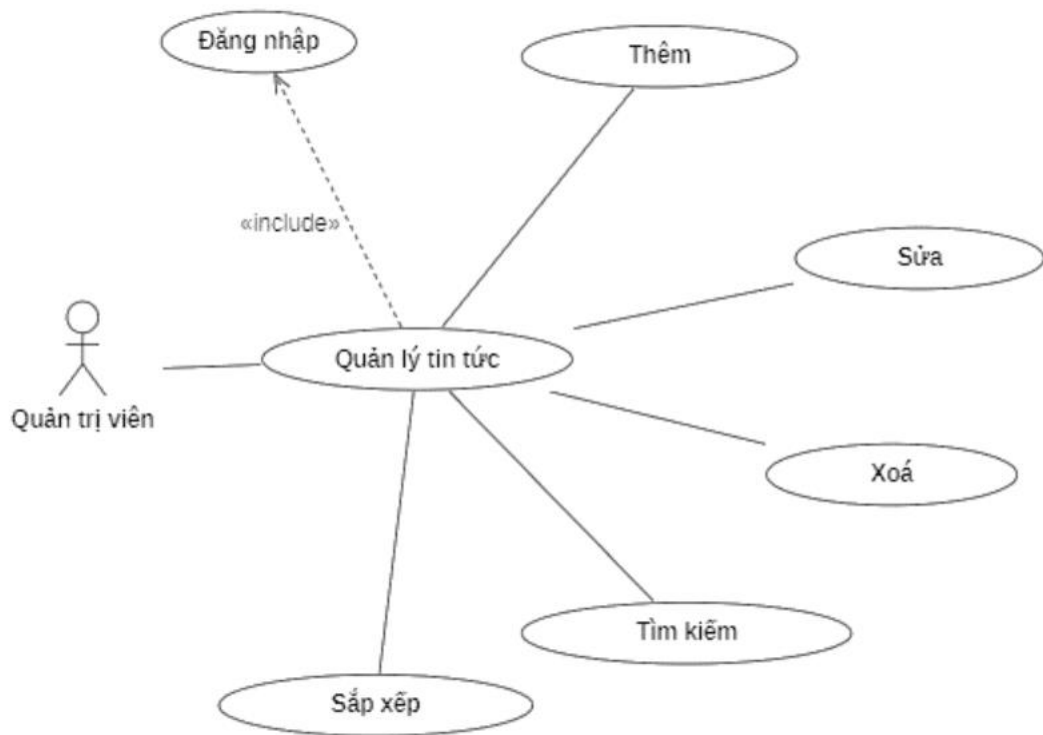 Đăng nhập
Thêm
«include»
Sửa
Quản lý tin tức
Quản trị viên
Xoá
Tìm kiếm
Sắp xếp